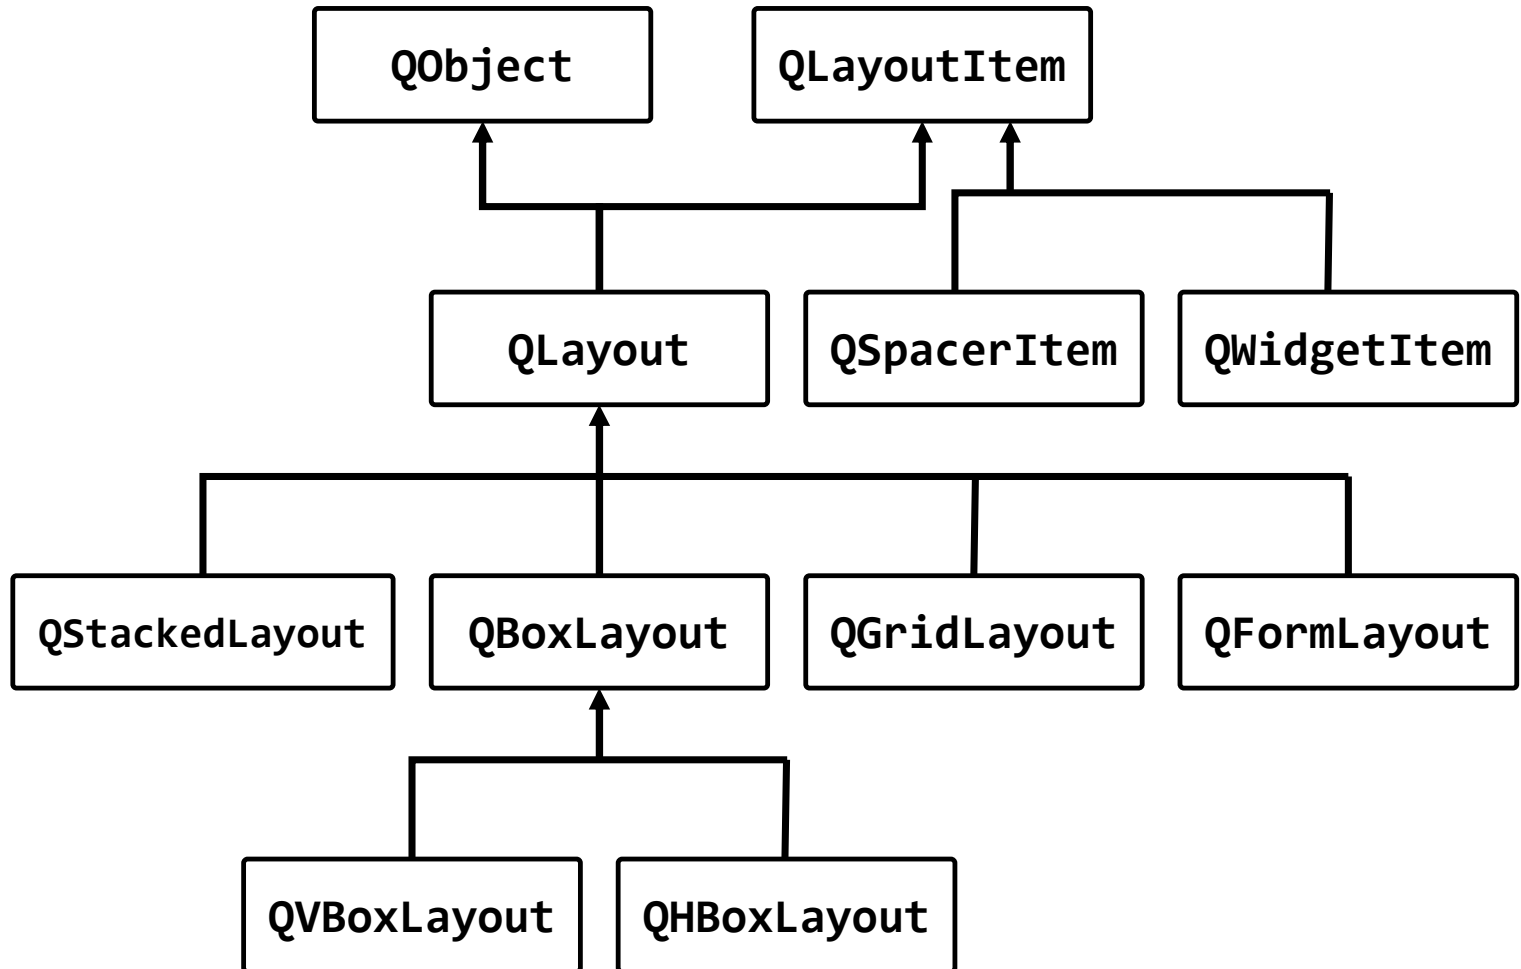 QObject QLayoutItem
QLayout QSpacerItem QWidgetItem
QStackedLayout QBoxLayout QGridLayout QFormLayout
QVBoxLayout QHBoxLayout